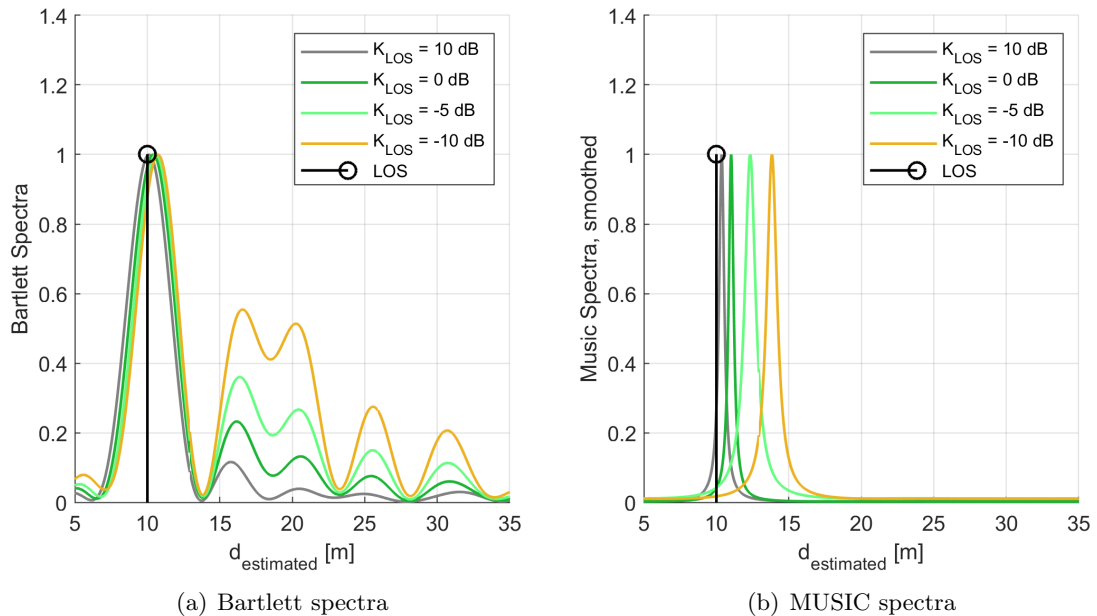 1.4
1.2
1
0.8
0.6
0.4
0.2
0
5
10
15
20
25
30
35
Bartlett Spectra
d_estimated [m]
K_LOS = 10 dB
K_LOS = 0 dB
K_LOS = -5 dB
K_LOS = -10 dB
LOS
(a) Bartlett spectra
1.4
1.2
1
0.8
0.6
0.4
0.2
0
5
10
15
20
25
30
35
Music Spectra, smoothed
d_estimated [m]
K_LOS = 10 dB
K_LOS = 0 dB
K_LOS = -5 dB
K_LOS = -10 dB
LOS
(b) MUSIC spectra